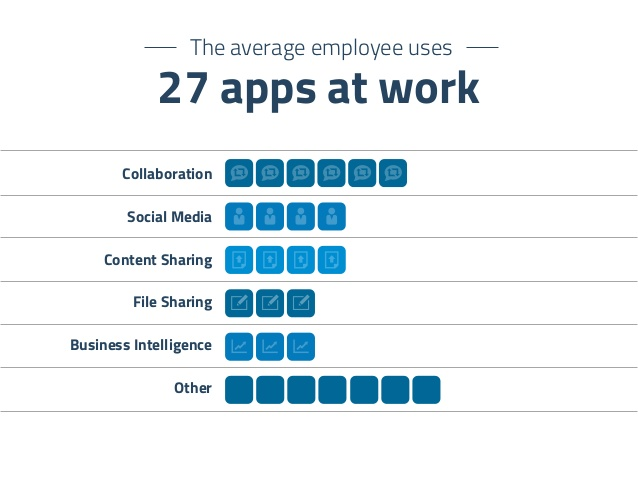 The average employee uses
27 apps at work
Collaboration
Social Media
Content Sharing
File Sharing
Business Intelligence
Other